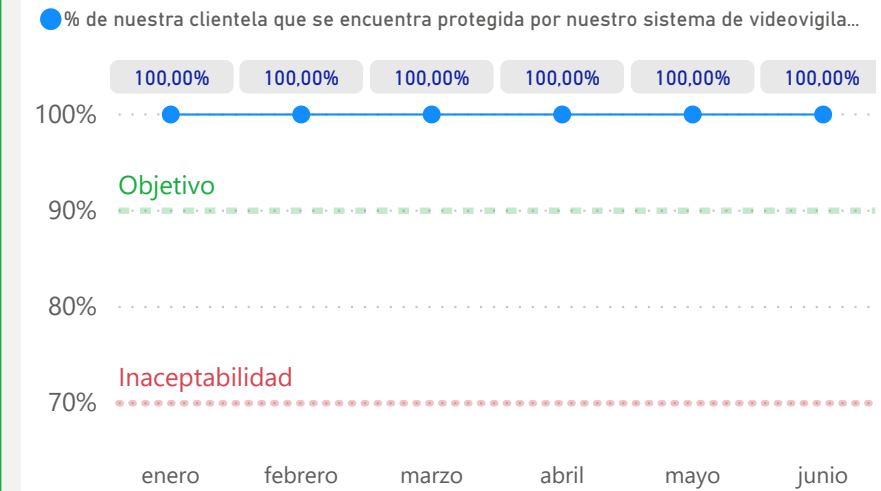 % de nuestra clientela que se encuentra protegida por nuestro sistema de videovigila...
100,00% 100,00% 100,00% 100,00% 100,00% 100,00%
100%
Objetivo
90%
80%
Inaceptabilidad
70%
enero febrero marzo abril mayo junio